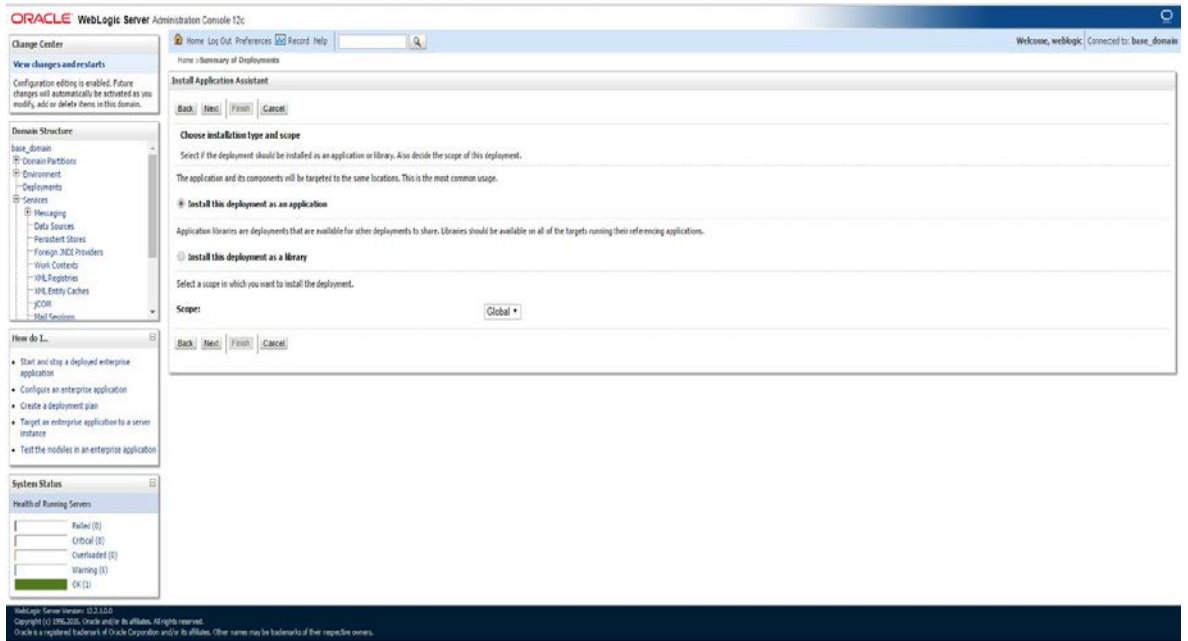 ORACLE WebLogic Server Administration Console 12c
Change Center
View changes and restarts
Configuration editing is enabled. Future
changes will automatically be activated as you
modify, add or delete items in this domain.
Domain Structure
base_domain
Domain Partitions
Environment
Deployments
Services
Messaging
Data Sources
Persistent Stores
Foreign JNDI Providers
Work Contexts
XML Registries
XML Entity Caches
jCOM
Mail Sessions
How do I...
Start and stop a deployed enterprise
application
Configure an enterprise application
Create a deployment plan
Target an enterprise application to a server
instance
Test the modules in an enterprise application
System Status
Health of Running Servers
Failed (0)
Critical (0)
Overloaded (0)
Warning (0)
OK (1)
Home Log Out Preferences Record Help
Welcome, weblogic Connected to: base_domain
Home >Summary of Deployments
Install Application Assistant
Back Next Finish Cancel
Choose installation type and scope
Select if the deployment should be installed as an application or library. Also decide the scope of this deployment.
The application and its components will be targeted to the same locations. This is the most common usage.
Install this deployment as an application
Application libraries are deployments that are available for other deployments to share. Libraries should be available on all of the targets running their referencing applications.
Install this deployment as a library
Select a scope in which you want to install the deployment.
Scope: Global
Back Next Finish Cancel
WebLogic Server Version: 12.2.1.0.0
Copyright (c) 1996,2015, Oracle and/or its affiliates. All rights reserved.
Oracle is a registered trademark of Oracle Corporation and/or its affiliates. Other names may be trademarks of their respective owners.